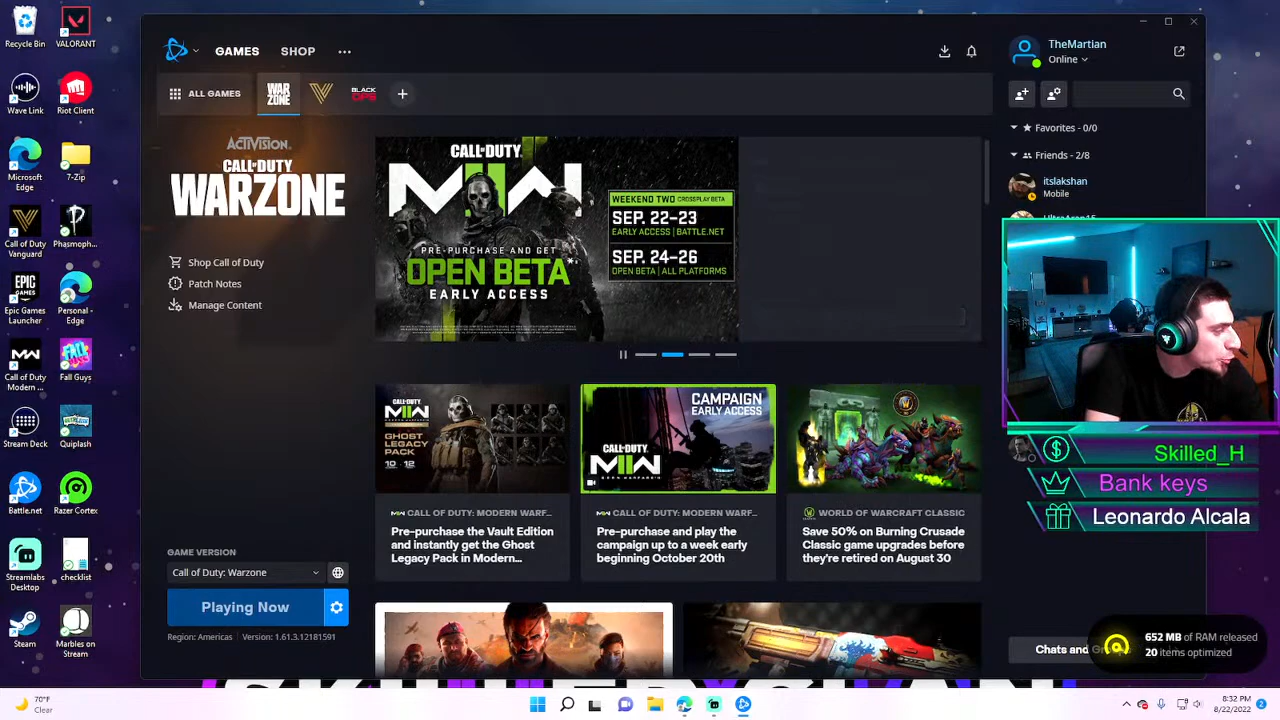 Recycle Bin
VALORANT
Wave Link
Riot Client
Microsoft
Edge
7-Zip
Call of Duty
Vanguard
Phasmoph...
Epic Games
Launcher
Personal -
Edge
Call of Duty
Modern ...
Fall Guys
Stream Deck
Quiplash
Battle.net
Razer Cortex
Streamlabs
Desktop
checklist
Steam
Marbles on
Stream
GAMES
SHOP
ALL GAMES
WAR
ZONE
BLACK
OPS
ACTIVISION.
CALL OF DUTY
WARZONE
Shop Call of Duty
Patch Notes
Manage Content
CALL OF DUTY
MWII
PRE-PURCHASE AND GET
OPEN BETA*
EARLY ACCESS
WEEKEND TWO CROSSPLAY BETA
SEP. 22-23
EARLY ACCESS | BATTLE.NET
SEP. 24-26
OPEN BETA | ALL PLATFORMS
CALL OF DUTY
MWII
GHOST
LEGACY
PACK
CALL OF DUTY: MODERN WARF...
Pre-purchase the Vault Edition
and instantly get the Ghost
Legacy Pack in Modern...
CAMPAIGN
EARLY ACCESS
CALL OF DUTY
MWII
CALL OF DUTY: MODERN WARF...
Pre-purchase and play the
campaign up to a week early
beginning October 20th
WORLD OF WARCRAFT CLASSIC
Save 50% on Burning Crusade
Classic game upgrades before
they're retired on August 30
GAME VERSION
Call of Duty: Warzone
Playing Now
Region: Americas
Version: 1.61.3.12181591
TheMartian
Online
Favorites - 0/0
Friends - 2/8
itslakshan
Mobile
Skilled_H
Bank keys
Leonardo Alcala
Chats and
652 MB of RAM released
20 items optimized
70°F
Clear
8:32 PM
8/22/2022
2